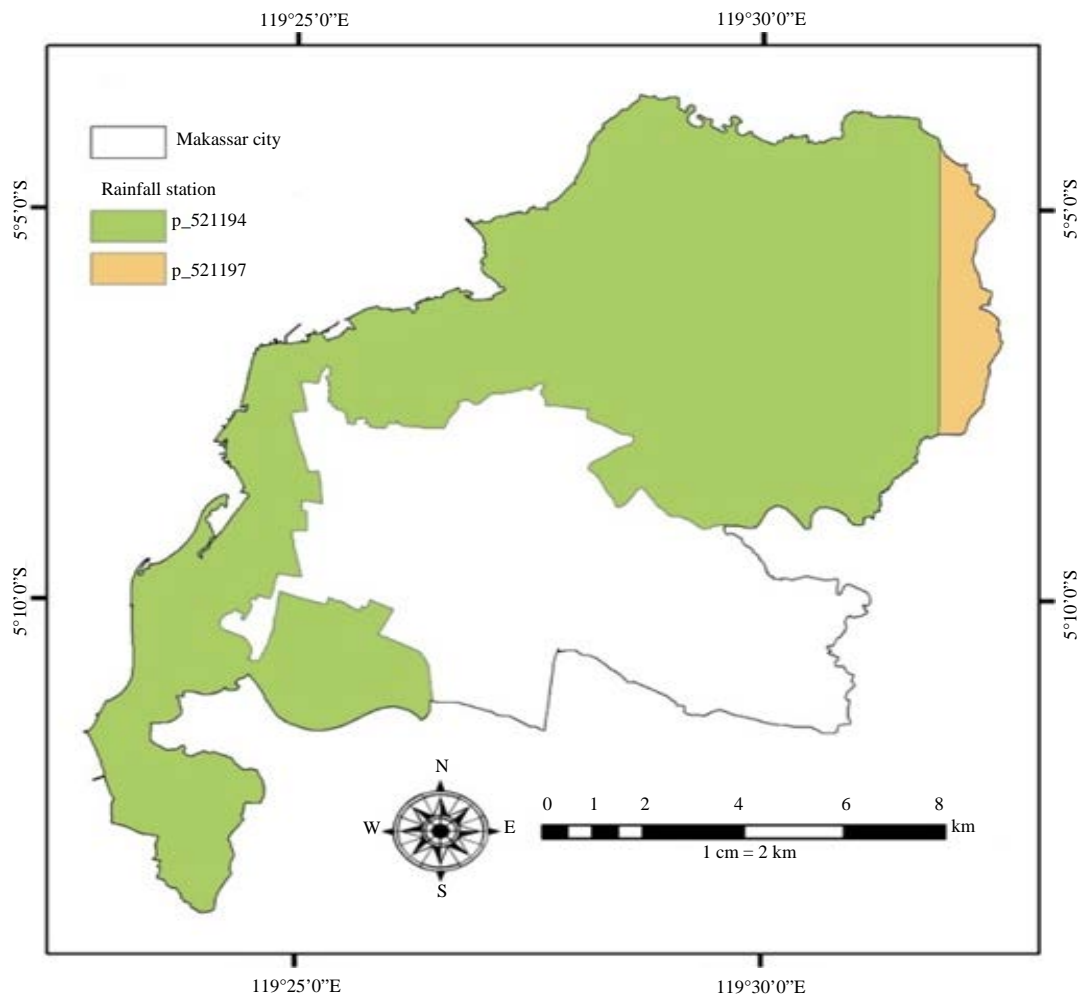 119°25’0”E 119°30’0”E
Makassar city
Rainfall station
p_521194
p_521197
5°5’0”S 5°5’0”S
5°10’0”S 5°10’0”S
N
W E
S
0 1 2 4 6 8
km
1 cm = 2 km
119°25’0”E 119°30’0”E